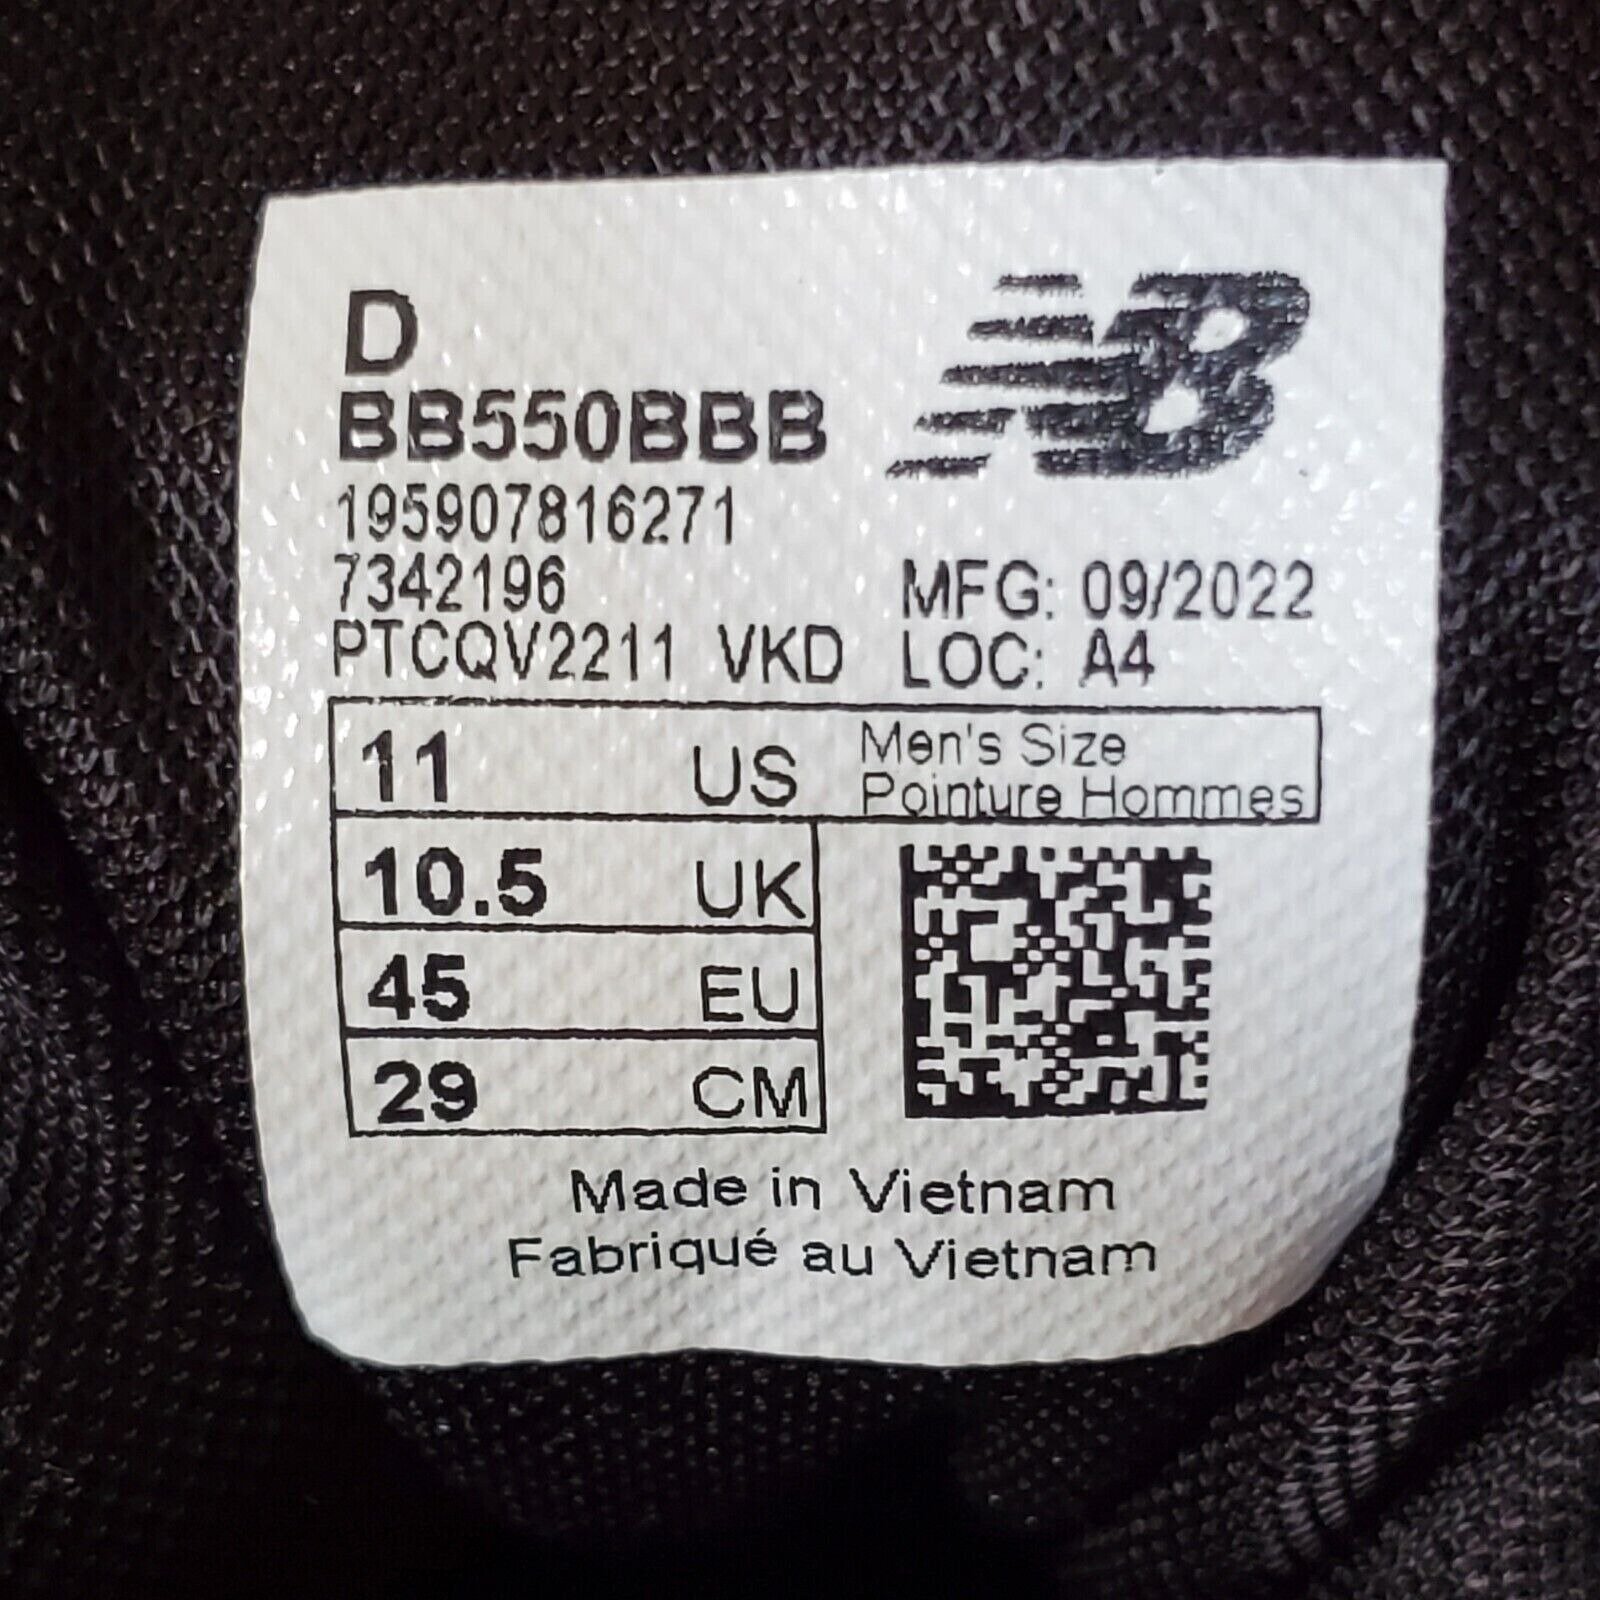 D
BB550BBB
NB
195907816271
7342196
MFG: 09/2022
PTCQV2211 VKD
LOC: A4
11 US Men's Size
Pointure Hommes
10.5 UK
45 EU
29 CM
Made in Vietnam
Fabriqué au Vietnam